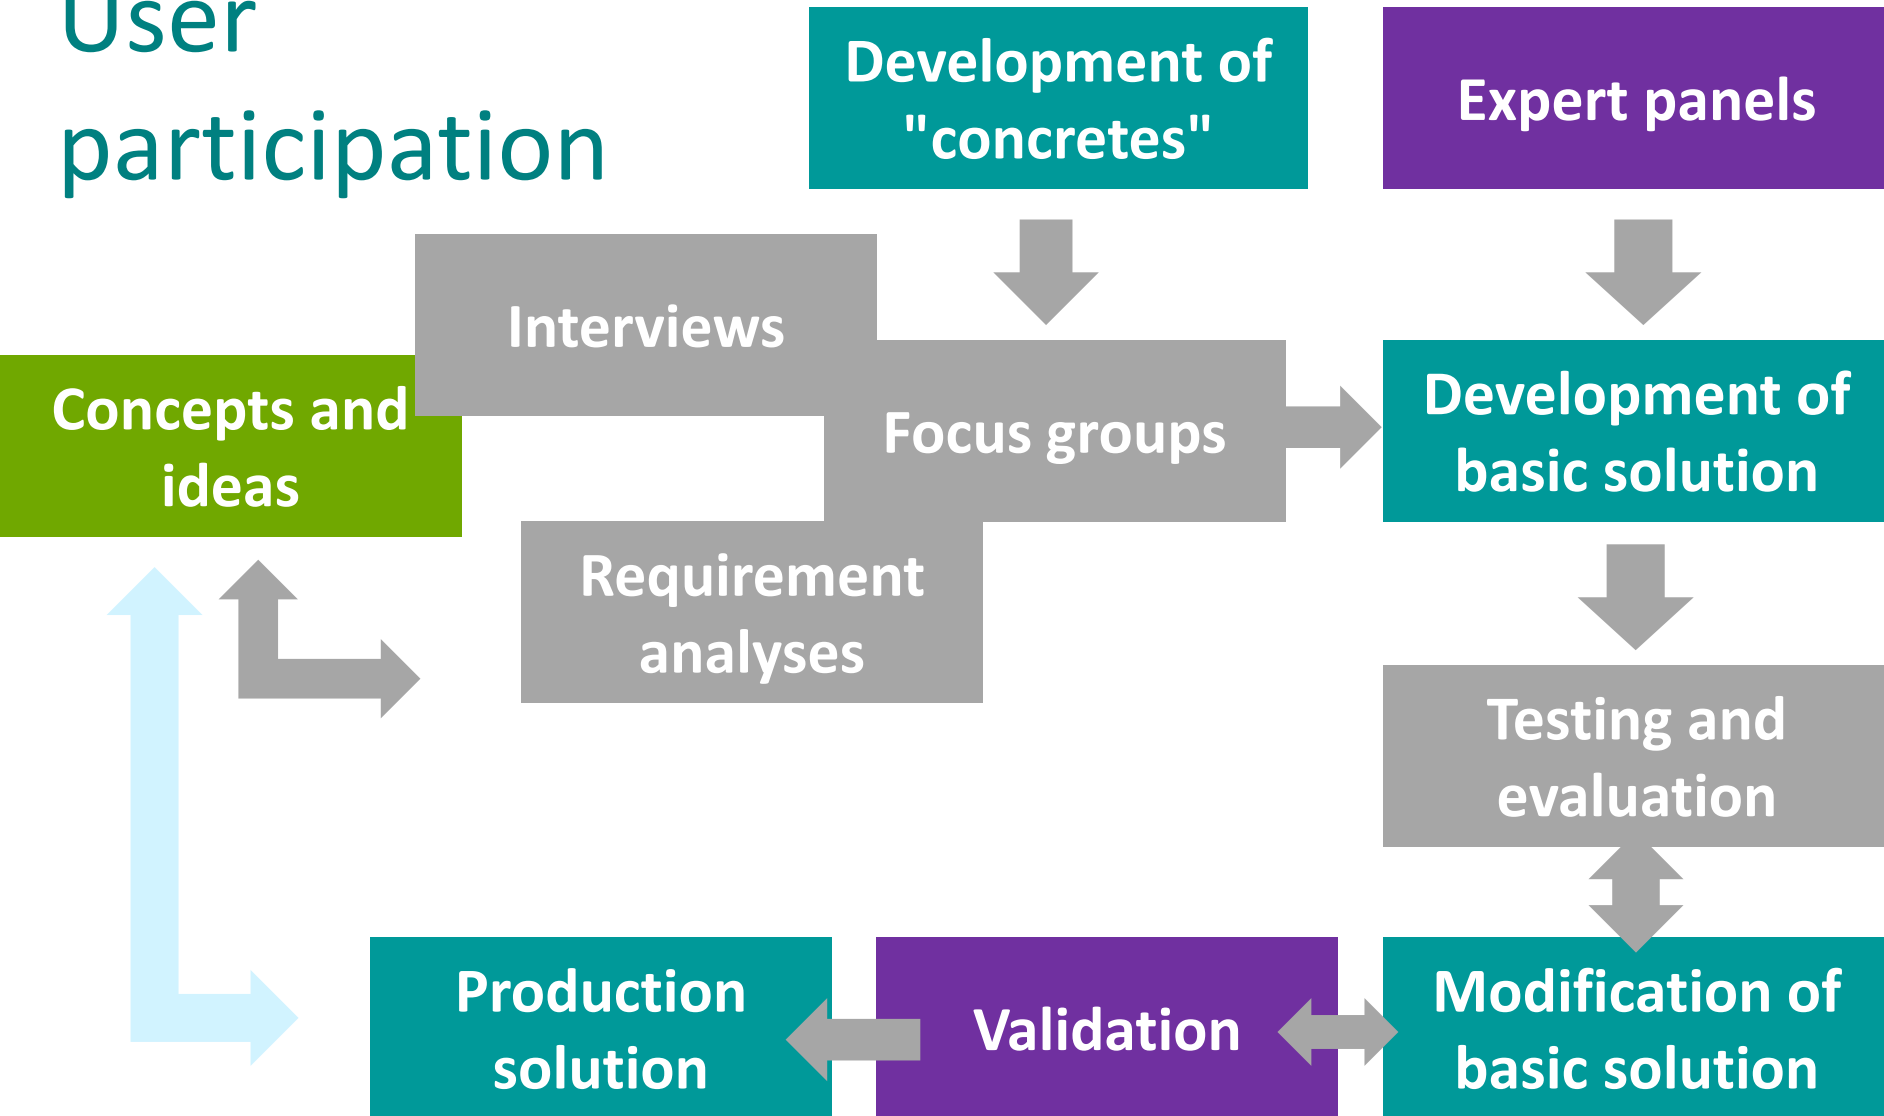 User
participation
Development of
"concretes"
Expert panels
Interviews
Concepts and
ideas
Focus groups
Development of
basic solution
Requirement
analyses
Testing and
evaluation
Production
solution
Validation
Modification of
basic solution